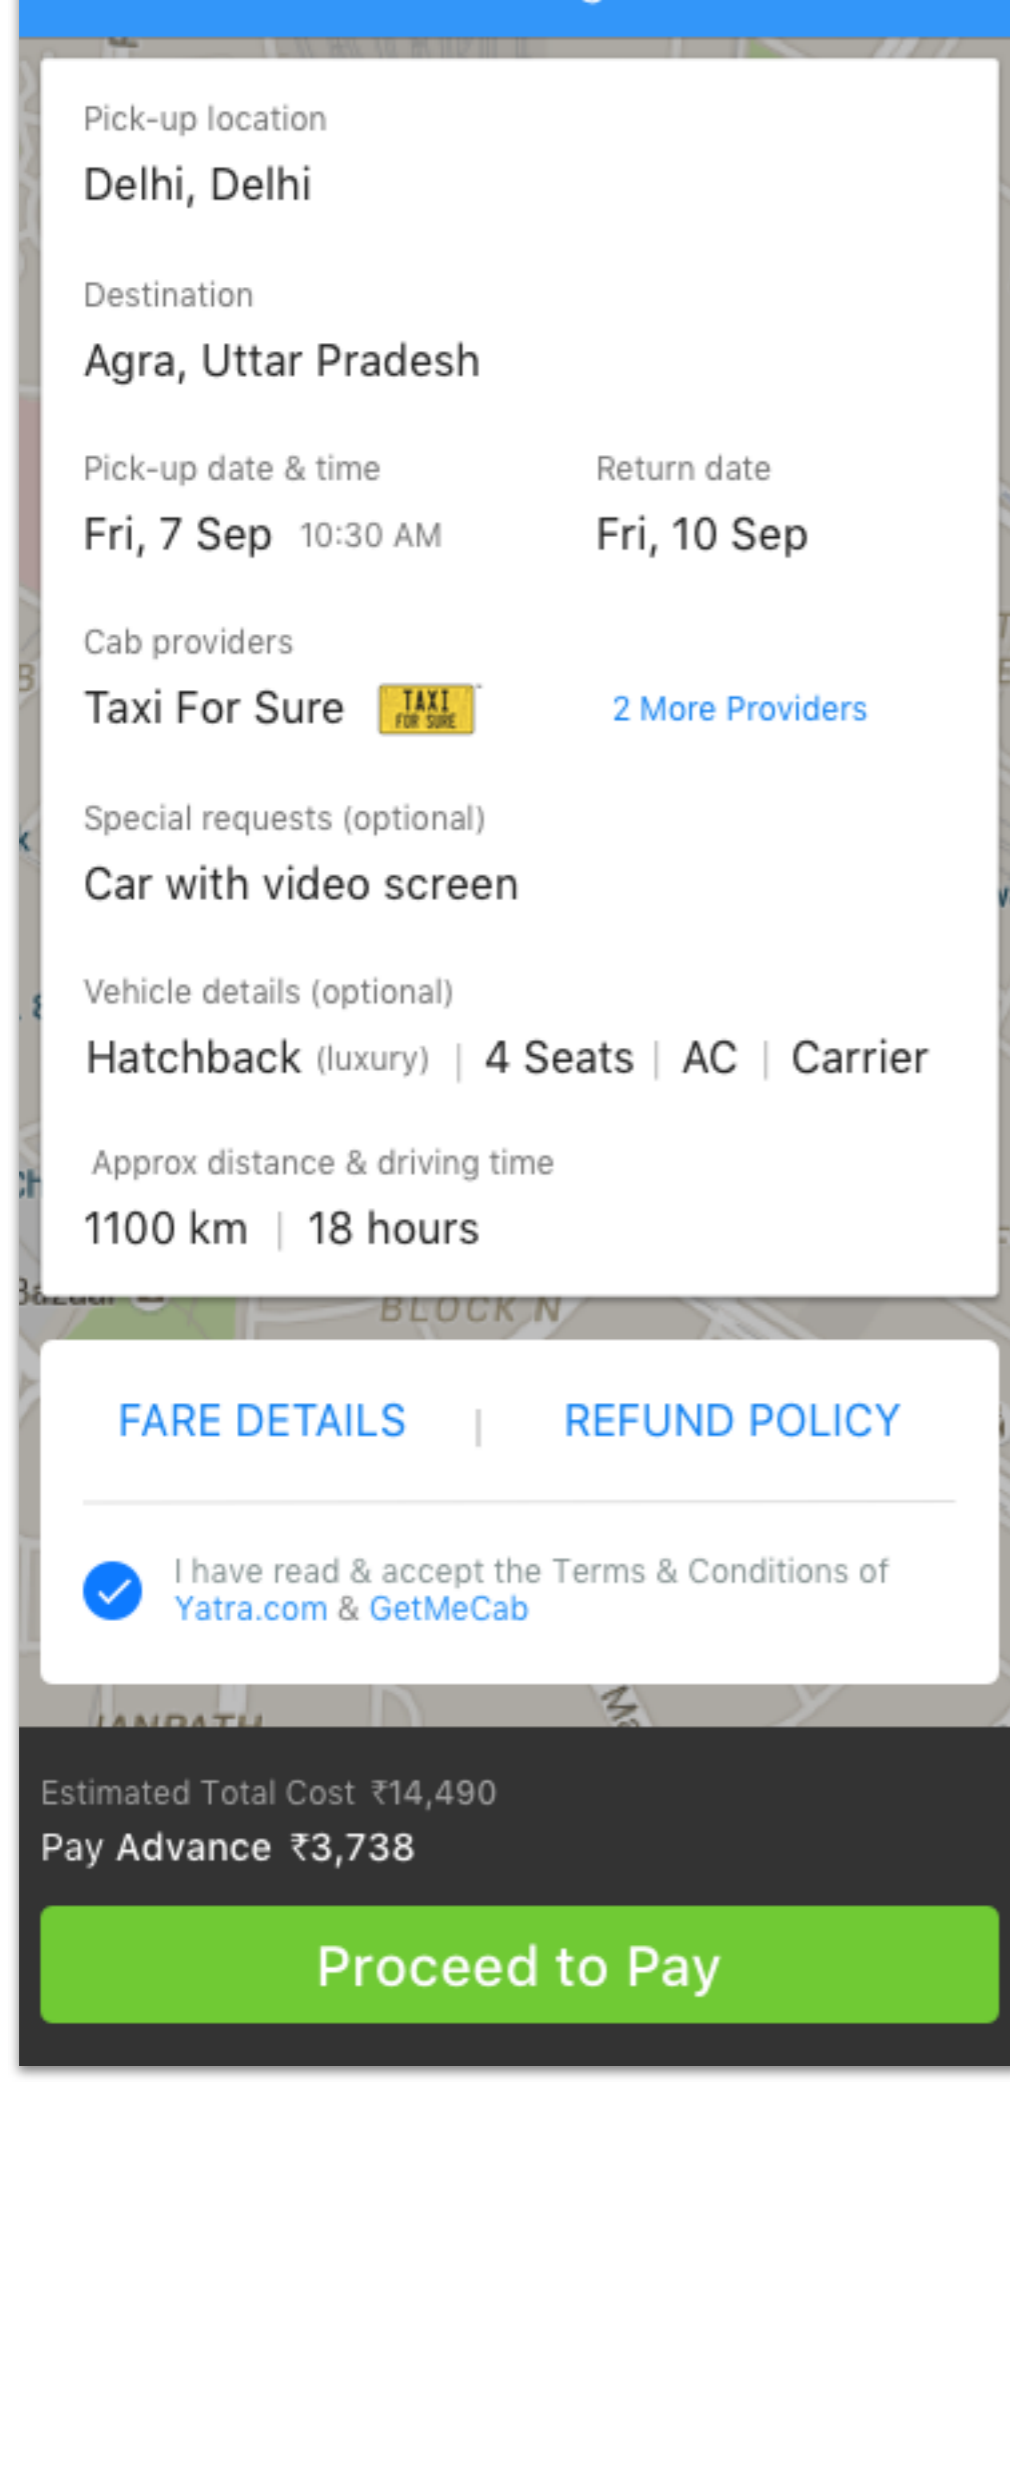 Pick-up location
Delhi, Delhi
Destination
Agra, Uttar Pradesh
Pick-up date & time
Return date
Fri, 7 Sep 10:30 AM
Fri, 10 Sep
Cab providers
Taxi For Sure
TAXI
FOR SURE
2 More Providers
Special requests (optional)
Car with video screen
Vehicle details (optional)
Hatchback (luxury) | 4 Seats | AC | Carrier
Approx distance & driving time
1100 km | 18 hours
BLOCK N
FARE DETAILS | REFUND POLICY
I have read & accept the Terms & Conditions of
Yatra.com & GetMeCab
Estimated Total Cost ₹14,490
Pay Advance ₹3,738
Proceed to Pay